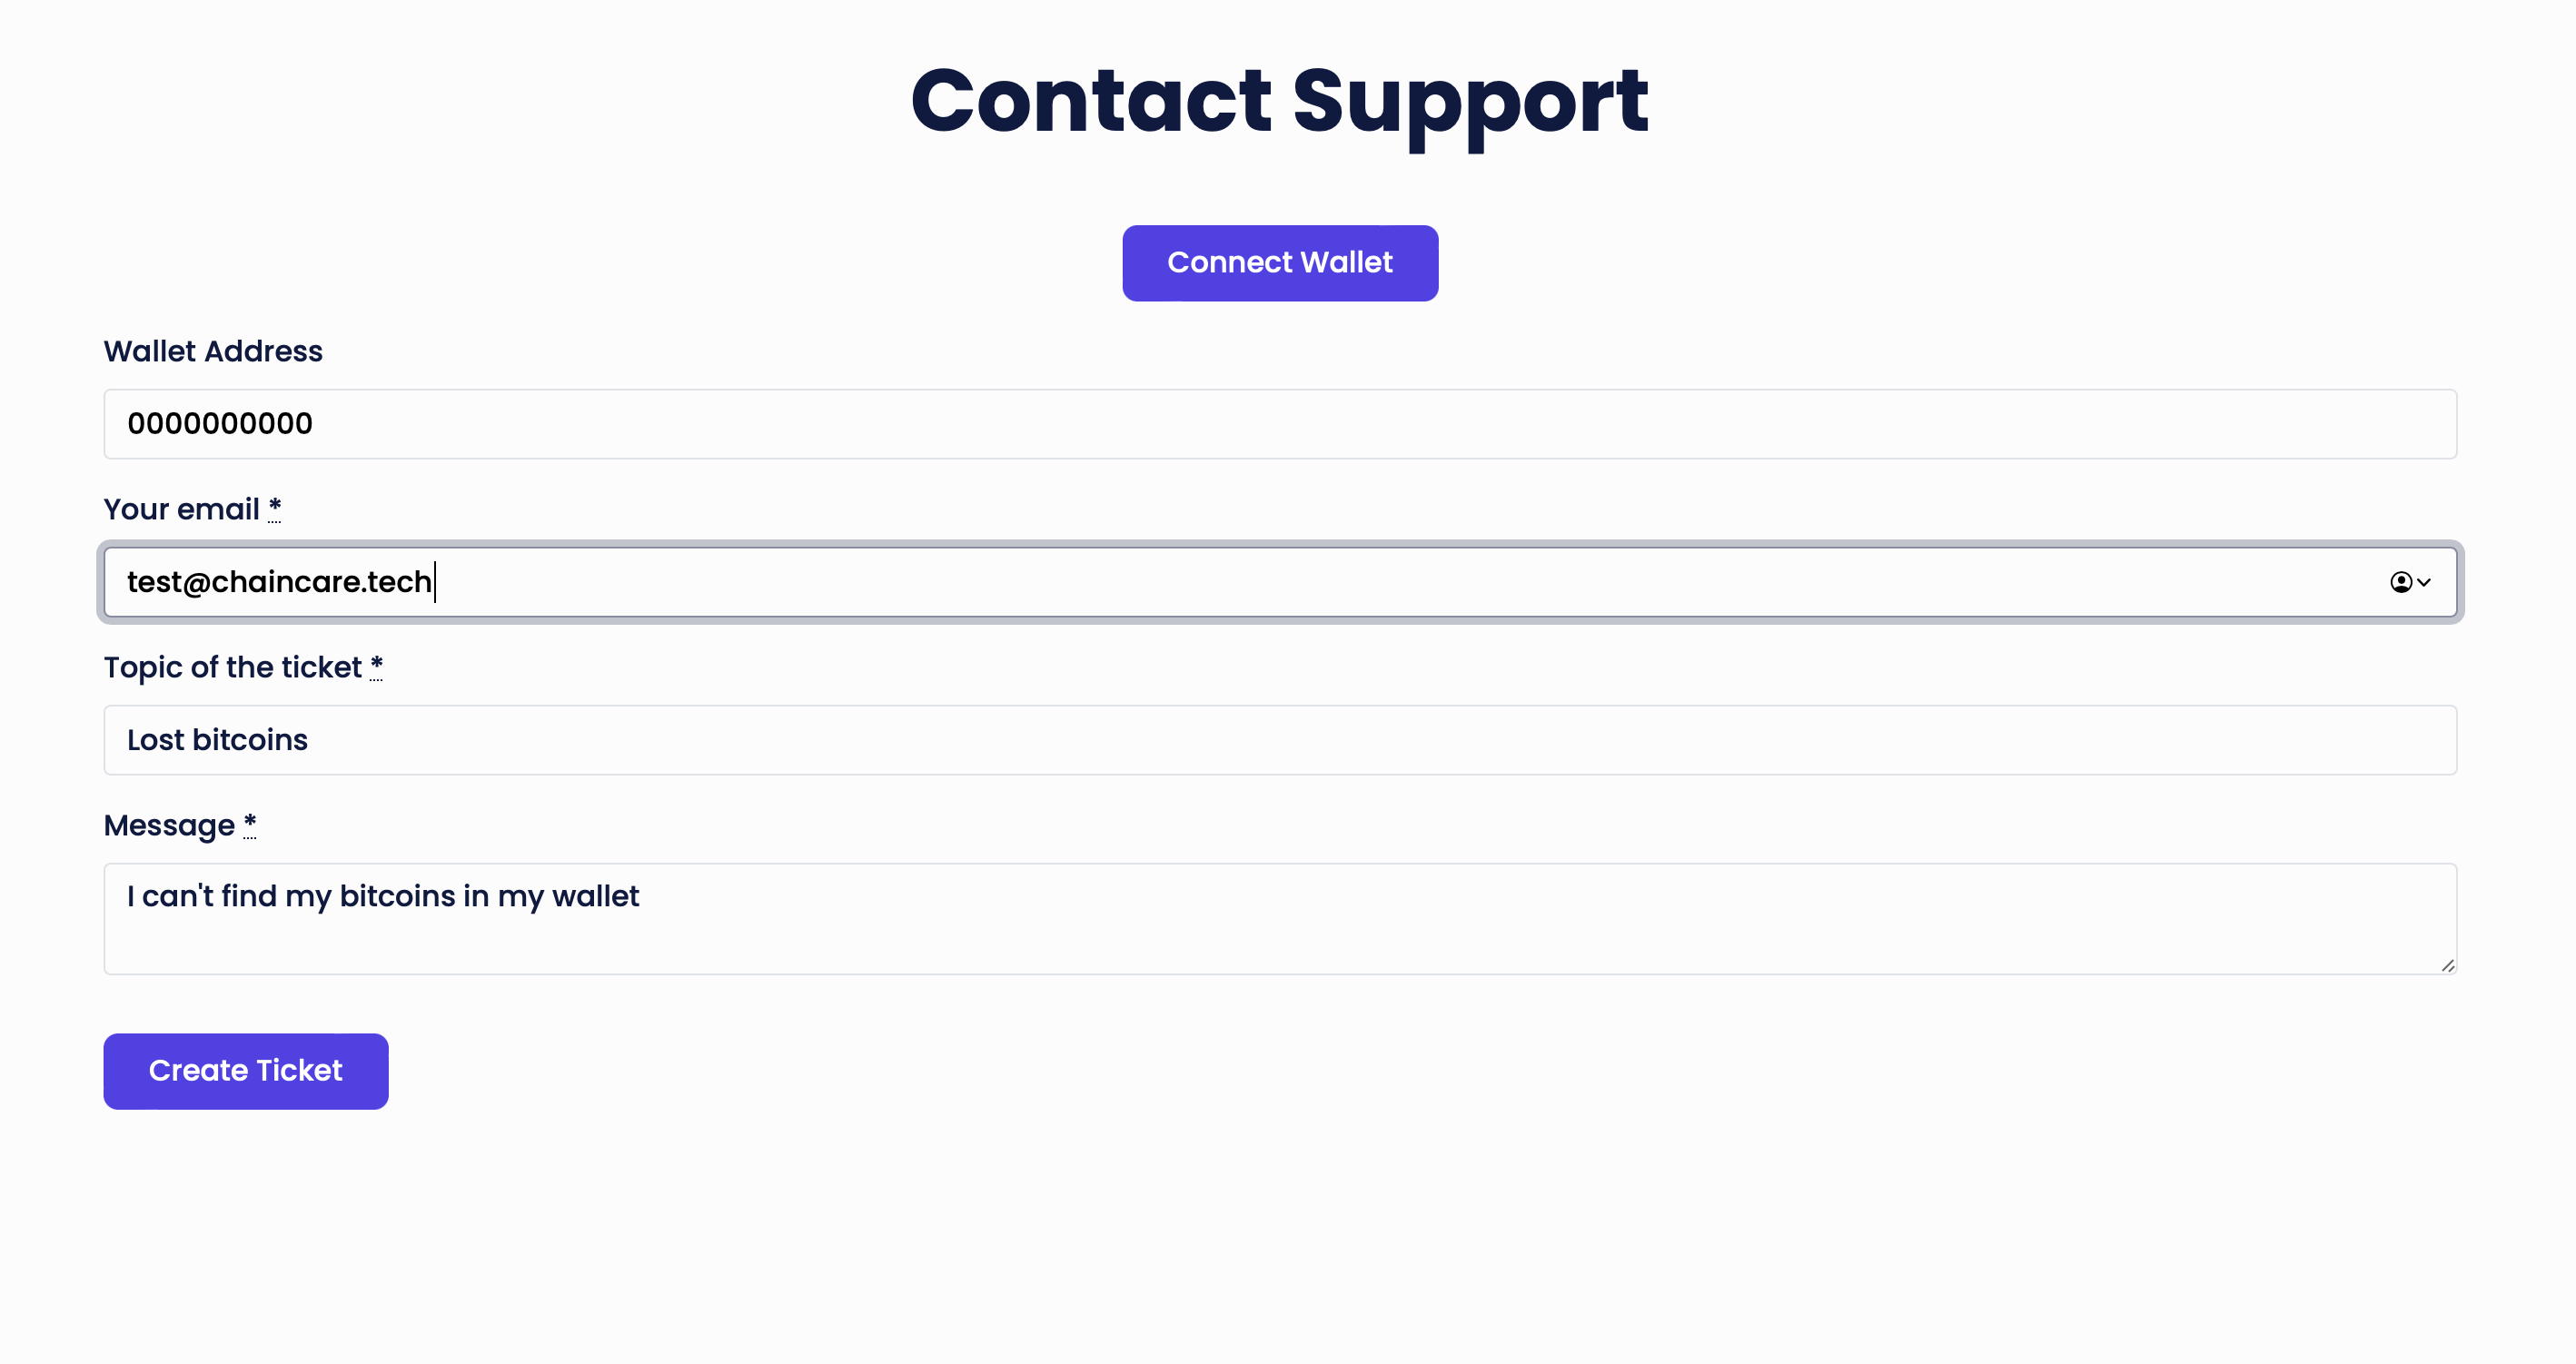 Contact Support
Connect Wallet
Wallet Address
0000000000
Your email *
test@chaincare.tech
Topic of the ticket *
Lost bitcoins
Message *
I can't find my bitcoins in my wallet
Create Ticket